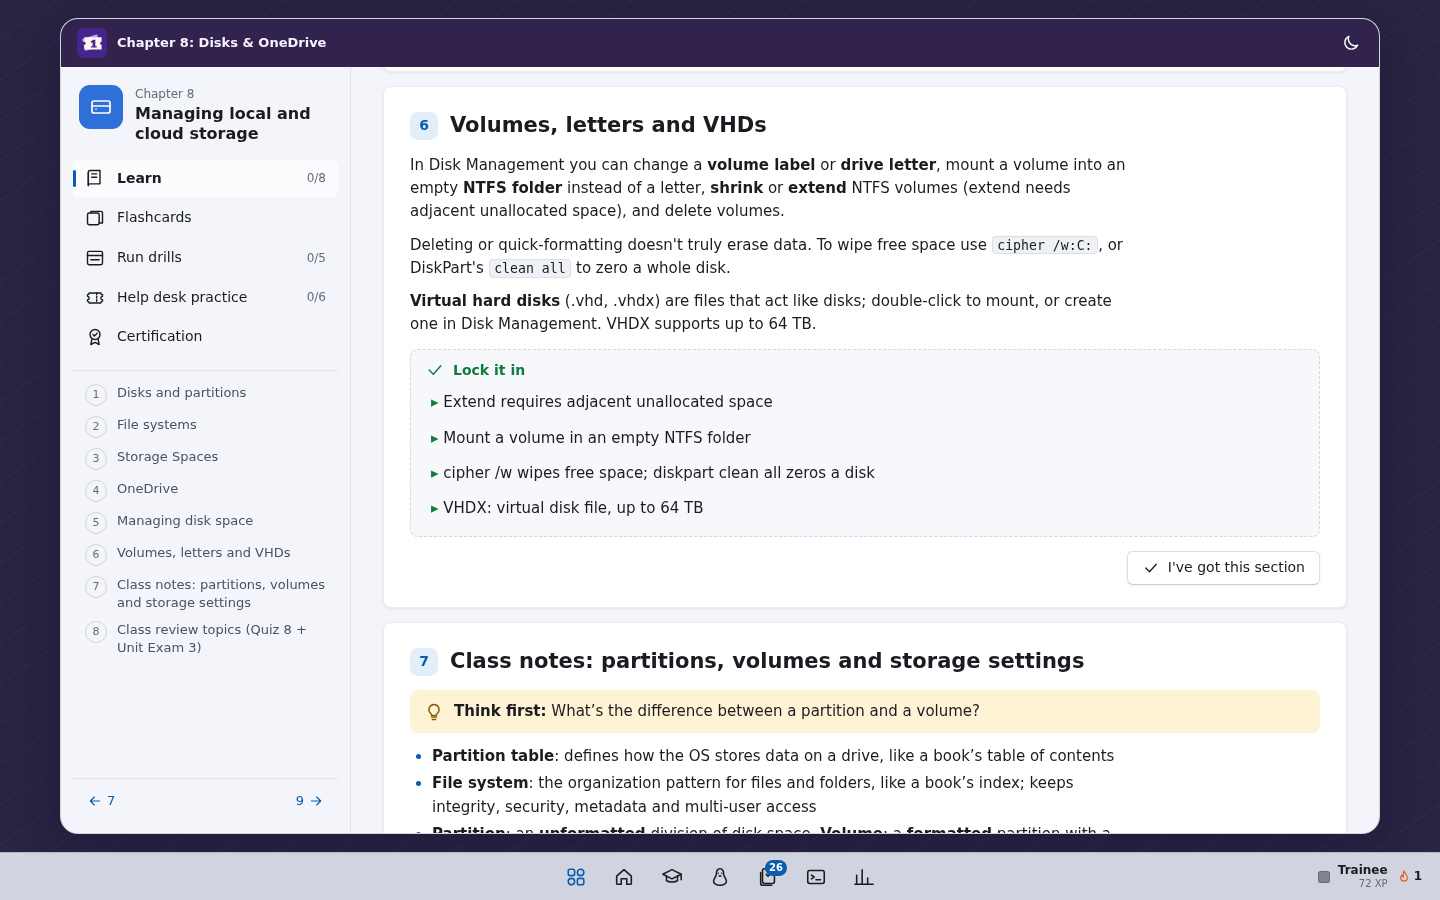 1
Chapter 8: Disks & OneDrive
Chapter 8
Managing local and
cloud storage
Learn 0/8
Flashcards
Run drills 0/5
Help desk practice 0/6
Certification
1 Disks and partitions
2 File systems
3 Storage Spaces
4 OneDrive
5 Managing disk space
6 Volumes, letters and VHDs
7 Class notes: partitions, volumes
and storage settings
8 Class review topics (Quiz 8 +
Unit Exam 3)
← 7
9 →
6 Volumes, letters and VHDs
In Disk Management you can change a volume label or drive letter, mount a volume into an
empty NTFS folder instead of a letter, shrink or extend NTFS volumes (extend needs
adjacent unallocated space), and delete volumes.
Deleting or quick-formatting doesn't truly erase data. To wipe free space use cipher /w:C:, or
DiskPart's clean all to zero a whole disk.
Virtual hard disks (.vhd, .vhdx) are files that act like disks; double-click to mount, or create
one in Disk Management. VHDX supports up to 64 TB.
Lock it in
▸ Extend requires adjacent unallocated space
▸ Mount a volume in an empty NTFS folder
▸ cipher /w wipes free space; diskpart clean all zeros a disk
▸ VHDX: virtual disk file, up to 64 TB
I've got this section
7 Class notes: partitions, volumes and storage settings
Think first: What’s the difference between a partition and a volume?
• Partition table: defines how the OS stores data on a drive, like a book’s table of contents
• File system: the organization pattern for files and folders, like a book’s index; keeps
integrity, security, metadata and multi-user access
• Partition: an unformatted division of disk space. Volume: a formatted partition with a
26
Trainee
72 XP
1